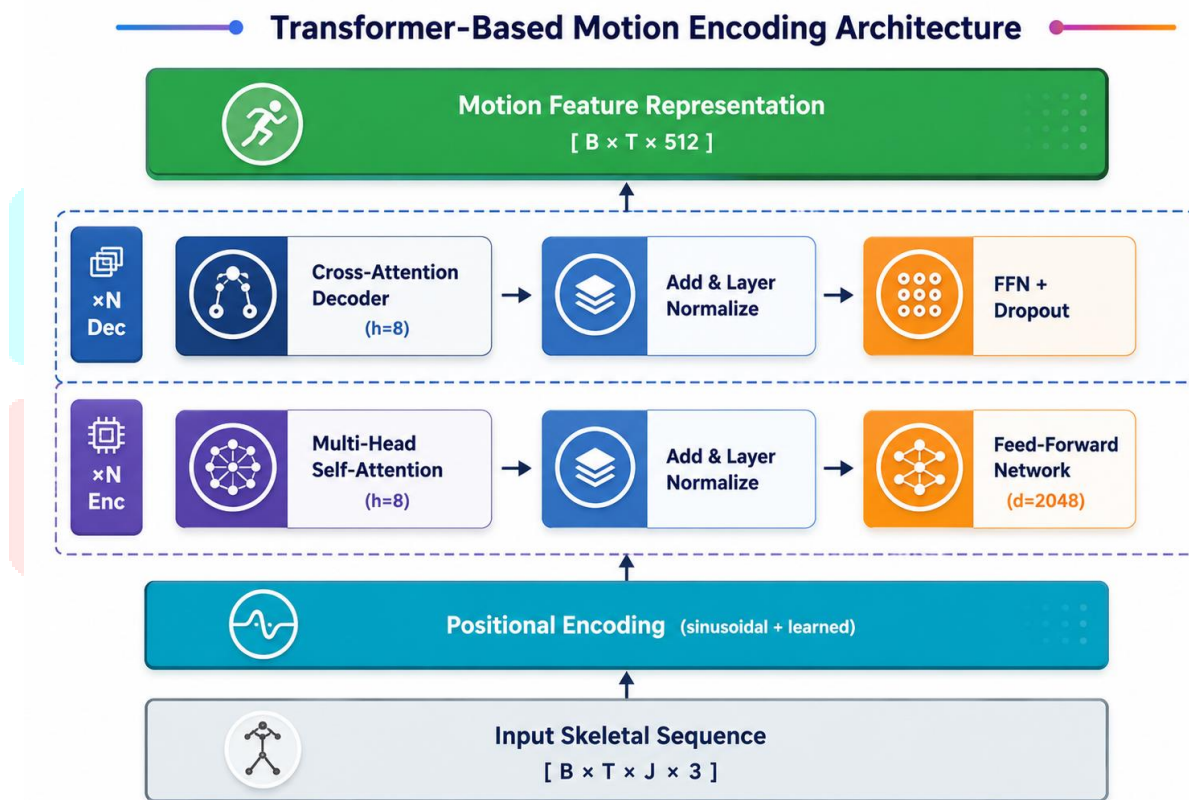 Transformer-Based Motion Encoding Architecture
Motion Feature Representation
[ B × T × 512 ]
×N
Dec
Cross-Attention
Decoder
(h=8)
Add & Layer
Normalize
FFN +
Dropout
×N
Enc
Multi-Head
Self-Attention
(h=8)
Add & Layer
Normalize
Feed-Forward
Network
(d=2048)
Positional Encoding (sinusoidal + learned)
Input Skeletal Sequence
[ B × T × J × 3 ]